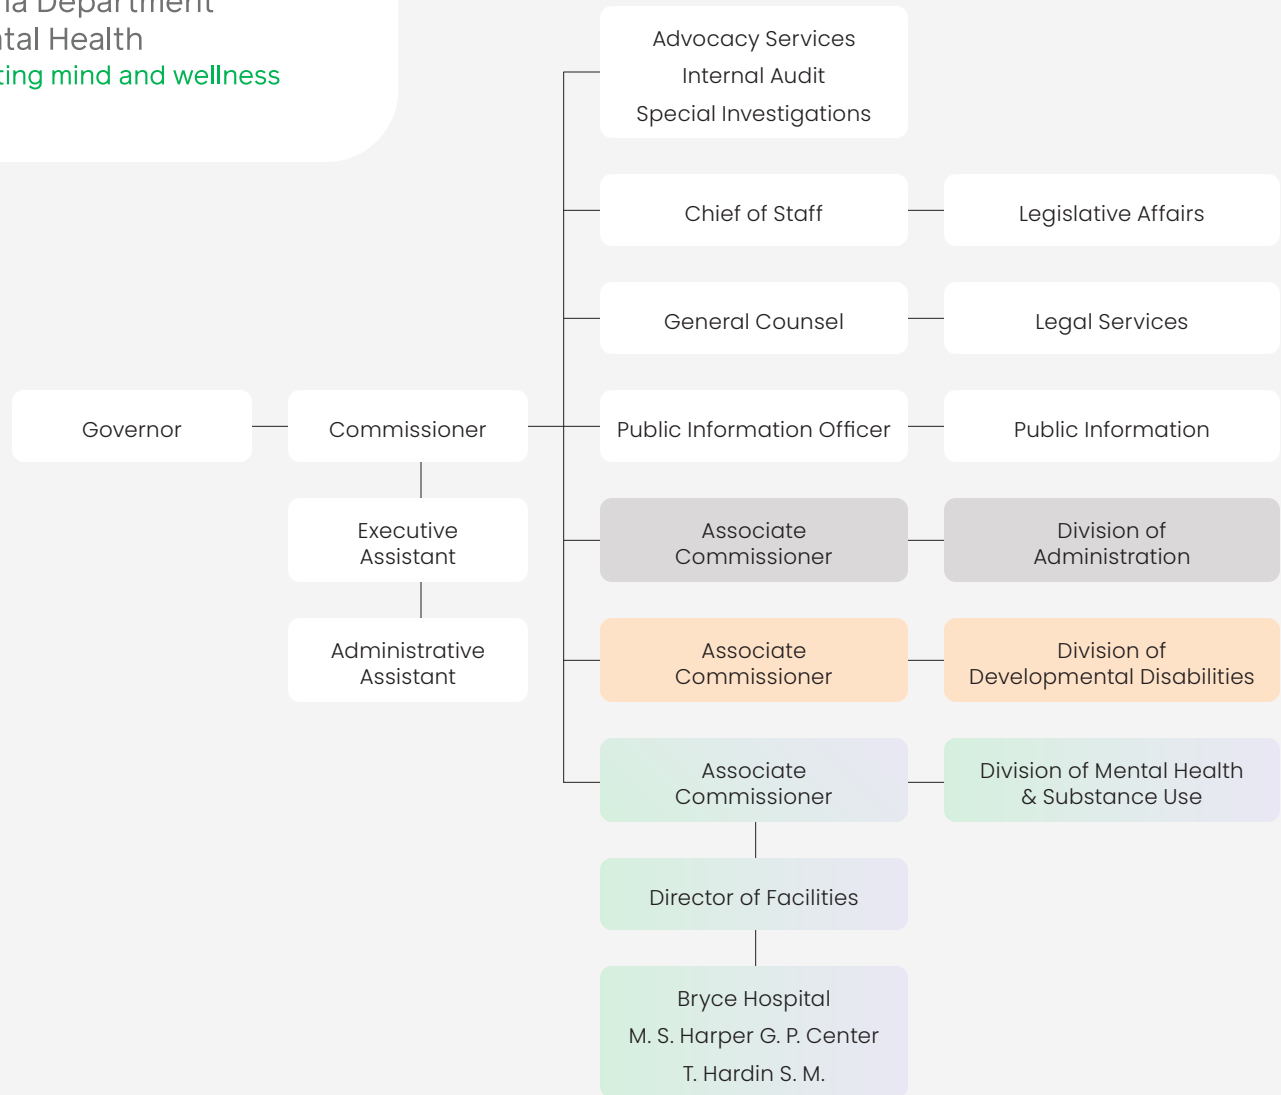 Department
Health
mind and wellness
Advocacy Services
Internal Audit
Special Investigations
Chief of Staff
Legislative Affairs
General Counsel
Legal Services
Governor
Commissioner
Public Information Officer
Public Information
Executive
Assistant
Associate
Commissioner
Division of
Administration
Administrative
Assistant
Associate
Commissioner
Division of
Developmental Disabilities
Associate
Commissioner
Division of Mental Health
& Substance Use
Director of Facilities
Bryce Hospital
M. S. Harper G. P. Center
T. Hardin S. M.